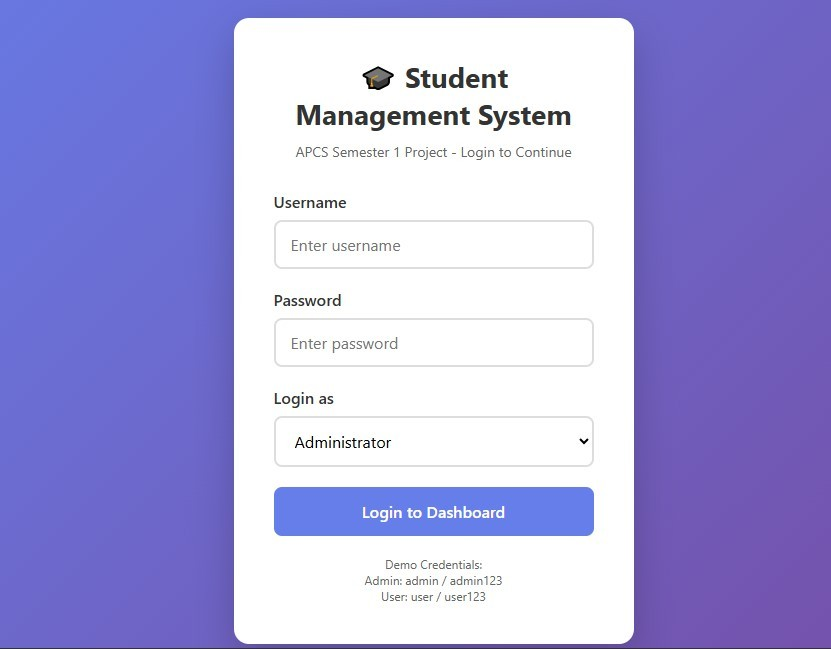 🎓 Student
Management System
APCS Semester 1 Project - Login to Continue
Username
Enter username
Password
Enter password
Login as
Administrator
Login to Dashboard
Demo Credentials:
Admin: admin / admin123
User: user / user123